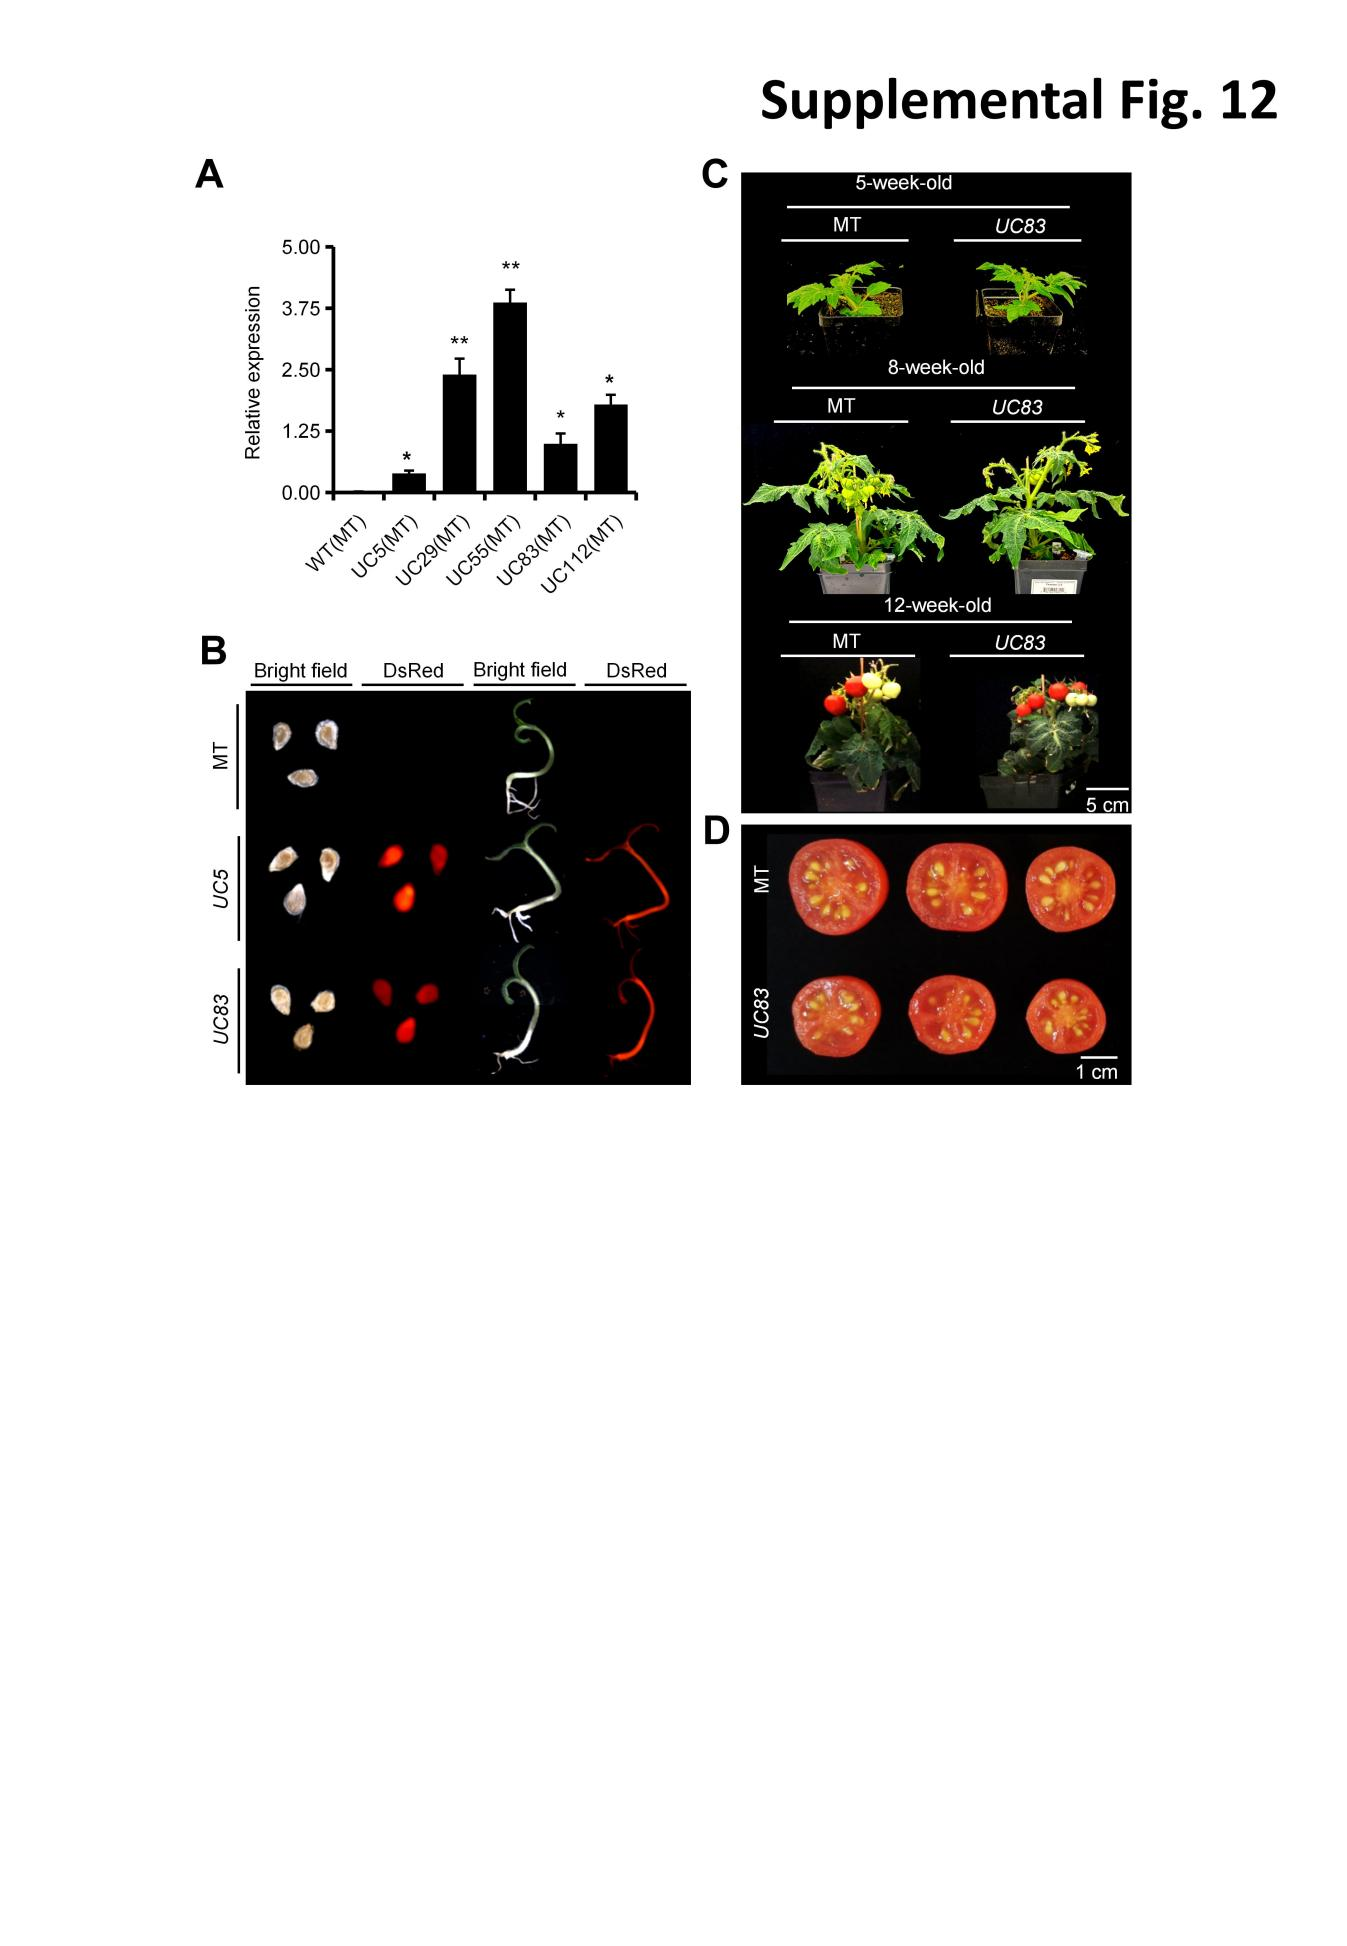 Supplemental Fig. 12
A
5.00
3.75
2.50
1.25
0.00
Relative expression
*
**
**
*
*
WT(MT)
UC5(MT)
UC29(MT)
UC55(MT)
UC83(MT)
UC112(MT)
B
Bright field DsRed Bright field DsRed
MT
UC5
UC83
C
5-week-old
MT UC83
8-week-old
MT UC83
12-week-old
MT UC83
5 cm
D
MT
UC83
1 cm